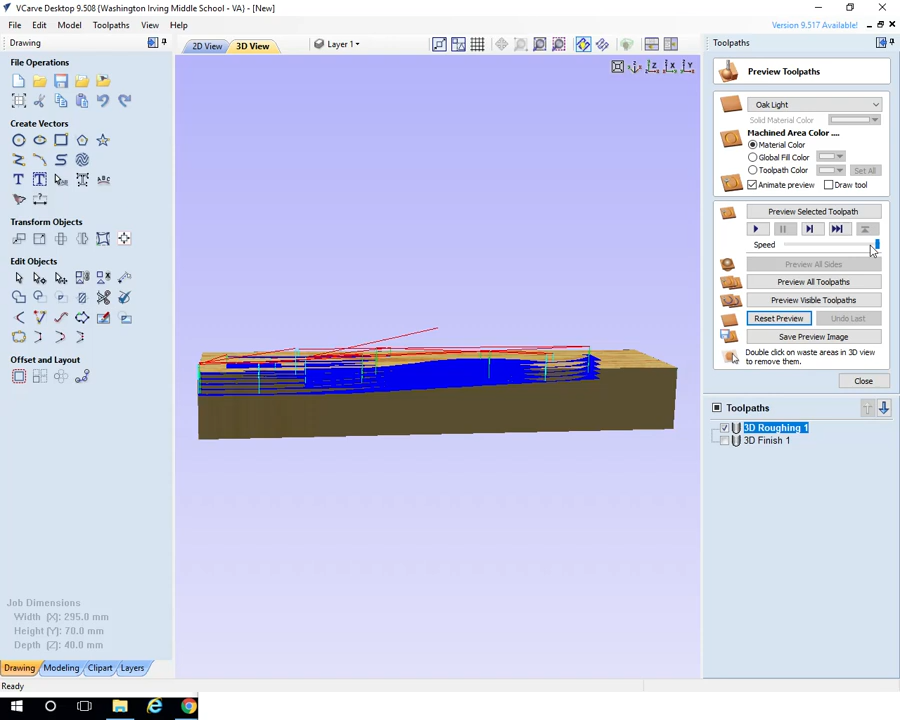 VCarve Desktop 9.508 {Washington Irving Middle School - VA} - [New]
File Edit Model Toolpaths View Help
Version 9.517 Available!
Drawing
2D View 3D View Layer 1
Toolpaths
File Operations
Create Vectors
Transform Objects
Edit Objects
Offset and Layout
Z X Y
Preview Toolpaths
Oak Light
Solid Material Color
Machined Area Color ....
Material Color
Global Fill Color
Toolpath Color Set All
Animate preview Draw tool
Preview Selected Toolpath
Speed
Preview All Sides
Preview All Toolpaths
Preview Visible Toolpaths
Reset Preview Undo Last
Save Preview Image
Double click on waste areas in 3D view
to remove them.
Close
Toolpaths
3D Roughing 1
3D Finish 1
Job Dimensions
Width (X): 295.0 mm
Height (Y): 70.0 mm
Depth (Z): 40.0 mm
Drawing Modeling Clipart Layers
Ready